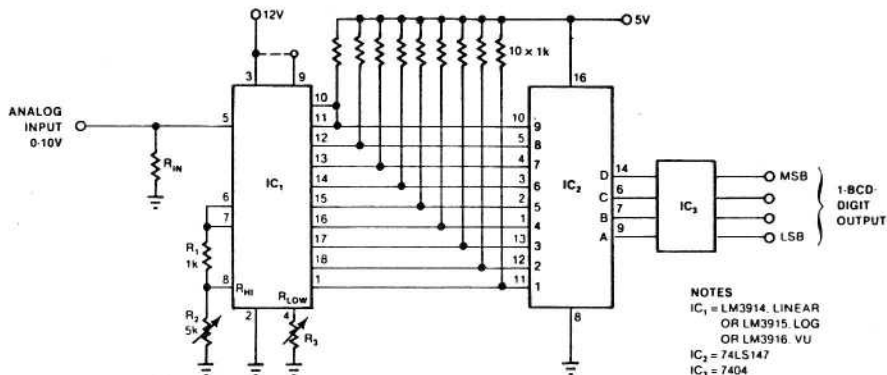 12V
5V
10 × 1k
3
9
16
ANALOG
INPUT
0-10V
5
10
11
12
13
14
15
16
17
18
1
10
5
4
3
2
1
13
12
11
9
8
7
6
5
4
3
2
1
RIN
IC1
IC2
IC3
6
7
8
R1
1k
R2
5k
RHI
RLOW
2
4
R3
D
C
B
A
14
6
7
9
8
MSB
LSB
1-BCD-
DIGIT
OUTPUT
NOTES
IC1 = LM3914. LINEAR
OR LM3915. LOG
OR LM3916. VU
IC2 = 74LS147
IC3 = 7404